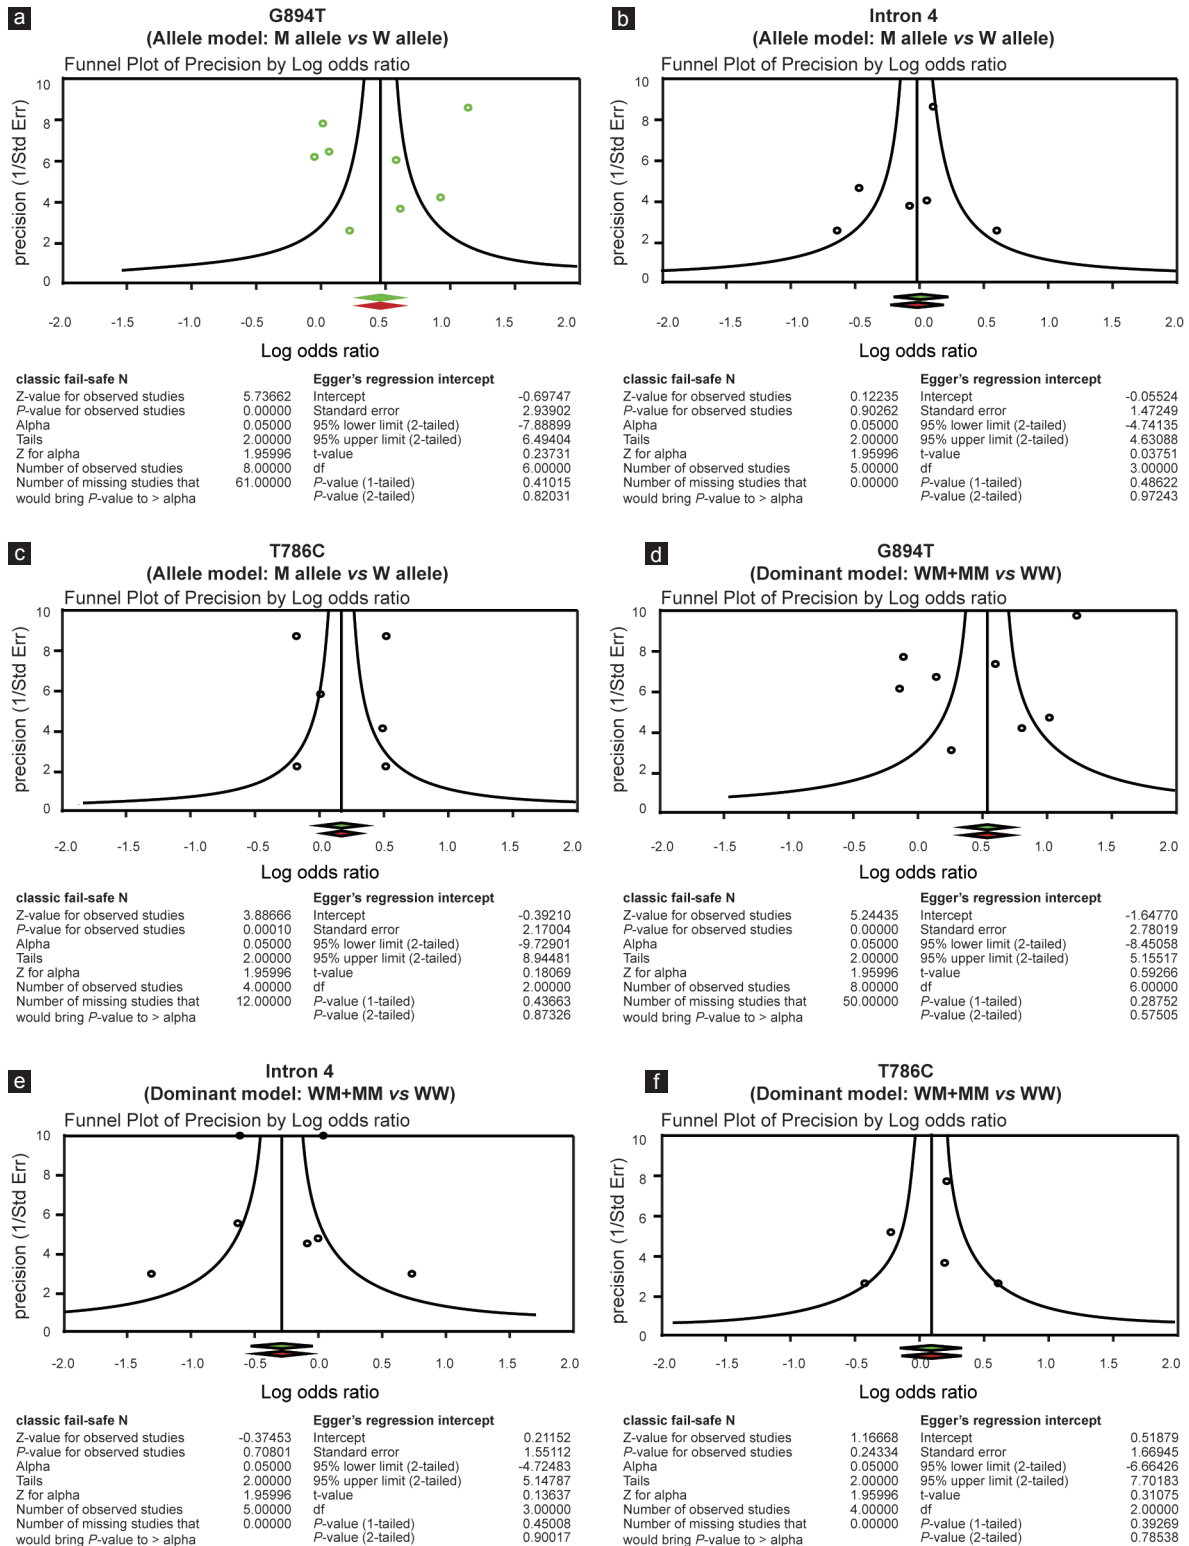 a
G894T
(Allele model: M allele vs W allele)
Funnel Plot of Precision by Log odds ratio
precision (1/Std Err)
10
8
6
4
2
0
-2.0 -1.5 -1.0 -0.5 0.0 0.5 1.0 1.5 2.0
Log odds ratio
classic fail-safe N Egger's regression intercept
Z-value for observed studies 5.73662 Intercept -0.69747
P-value for observed studies 0.00000 Standard error 2.93902
Alpha 0.05000 95% lower limit (2-tailed) -7.88899
Tails 2.00000 95% upper limit (2-tailed) 6.49404
Z for alpha 1.95996 t-value 0.23731
Number of observed studies 8.00000 df 6.00000
Number of missing studies that 61.00000 P-value (1-tailed) 0.41015
would bring P-value to > alpha P-value (2-tailed) 0.82031
b
Intron 4
(Allele model: M allele vs W allele)
Funnel Plot of Precision by Log odds ratio
precision (1/Std Err)
10
8
6
4
2
0
-2.0 -1.5 -1.0 -0.5 0.0 0.5 1.0 1.5 2.0
Log odds ratio
classic fail-safe N Egger's regression intercept
Z-value for observed studies 0.12235 Intercept -0.05524
P-value for observed studies 0.90262 Standard error 1.47249
Alpha 0.05000 95% lower limit (2-tailed) -4.74135
Tails 2.00000 95% upper limit (2-tailed) 4.63088
Z for alpha 1.95996 t-value 0.03751
Number of observed studies 5.00000 df 3.00000
Number of missing studies that 0.00000 P-value (1-tailed) 0.48622
would bring P-value to > alpha P-value (2-tailed) 0.97243
c
T786C
(Allele model: M allele vs W allele)
Funnel Plot of Precision by Log odds ratio
precision (1/Std Err)
10
8
6
4
2
0
-2.0 -1.5 -1.0 -0.5 0.0 0.5 1.0 1.5 2.0
Log odds ratio
classic fail-safe N Egger's regression intercept
Z-value for observed studies 3.88666 Intercept -0.39210
P-value for observed studies 0.00010 Standard error 2.17004
Alpha 0.05000 95% lower limit (2-tailed) -9.72901
Tails 2.00000 95% upper limit (2-tailed) 8.94481
Z for alpha 1.95996 t-value 0.18069
Number of observed studies 4.00000 df 2.00000
Number of missing studies that 12.00000 P-value (1-tailed) 0.43663
would bring P-value to > alpha P-value (2-tailed) 0.87326
d
G894T
(Dominant model: WM+MM vs WW)
Funnel Plot of Precision by Log odds ratio
precision (1/Std Err)
10
8
6
4
2
0
-2.0 -1.5 -1.0 -0.5 0.0 0.5 1.0 1.5 2.0
Log odds ratio
classic fail-safe N Egger's regression intercept
Z-value for observed studies 5.24435 Intercept -1.64770
P-value for observed studies 0.00000 Standard error 2.78019
Alpha 0.05000 95% lower limit (2-tailed) -8.45058
Tails 2.00000 95% upper limit (2-tailed) 5.15517
Z for alpha 1.95996 t-value 0.59266
Number of observed studies 8.00000 df 6.00000
Number of missing studies that 50.00000 P-value (1-tailed) 0.28752
would bring P-value to > alpha P-value (2-tailed) 0.57505
e
Intron 4
(Dominant model: WM+MM vs WW)
Funnel Plot of Precision by Log odds ratio
precision (1/Std Err)
10
8
6
4
2
0
-2.0 -1.5 -1.0 -0.5 0.0 0.5 1.0 1.5 2.0
Log odds ratio
classic fail-safe N Egger's regression intercept
Z-value for observed studies -0.37453 Intercept 0.21152
P-value for observed studies 0.70801 Standard error 1.55112
Alpha 0.05000 95% lower limit (2-tailed) -4.72483
Tails 2.00000 95% upper limit (2-tailed) 5.14787
Z for alpha 1.95996 t-value 0.13637
Number of observed studies 5.00000 df 3.00000
Number of missing studies that 0.00000 P-value (1-tailed) 0.45008
would bring P-value to > alpha P-value (2-tailed) 0.90017
f
T786C
(Dominant model: WM+MM vs WW)
Funnel Plot of Precision by Log odds ratio
precision (1/Std Err)
10
8
6
4
2
0
-2.0 -1.5 -1.0 -0.5 0.0 0.5 1.0 1.5 2.0
Log odds ratio
classic fail-safe N Egger's regression intercept
Z-value for observed studies 1.16668 Intercept 0.51879
P-value for observed studies 0.24334 Standard error 1.66945
Alpha 0.05000 95% lower limit (2-tailed) -6.66426
Tails 2.00000 95% upper limit (2-tailed) 7.70183
Z for alpha 1.95996 t-value 0.31075
Number of observed studies 4.00000 df 2.00000
Number of missing studies that 0.00000 P-value (1-tailed) 0.39269
would bring P-value to > alpha P-value (2-tailed) 0.78538